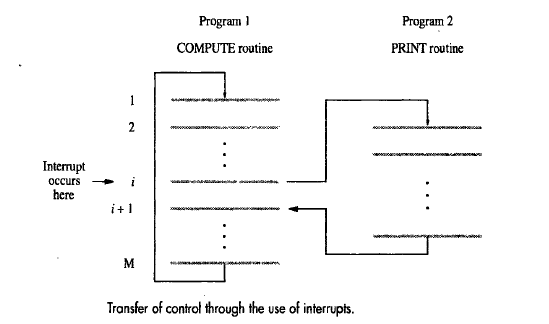 Program 1
COMPUTE routine
Program 2
PRINT routine
1
2
Interrupt
occurs
here
i
i + 1
M
Transfer of control through the use of interrupts.